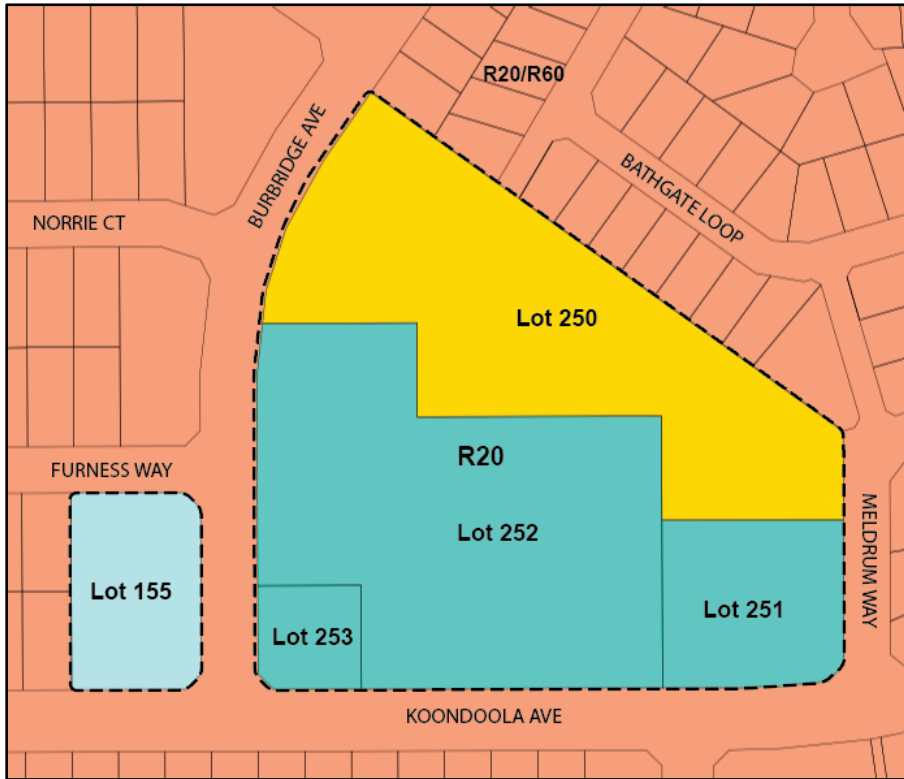 R20/R60
BURBRIDGE AVE
BATHGATE LOOP
NORRIE CT
Lot 250
R20
FURNESS WAY
MELDRUM WAY
Lot 252
Lot 155
Lot 251
Lot 253
KOONDOOLA AVE